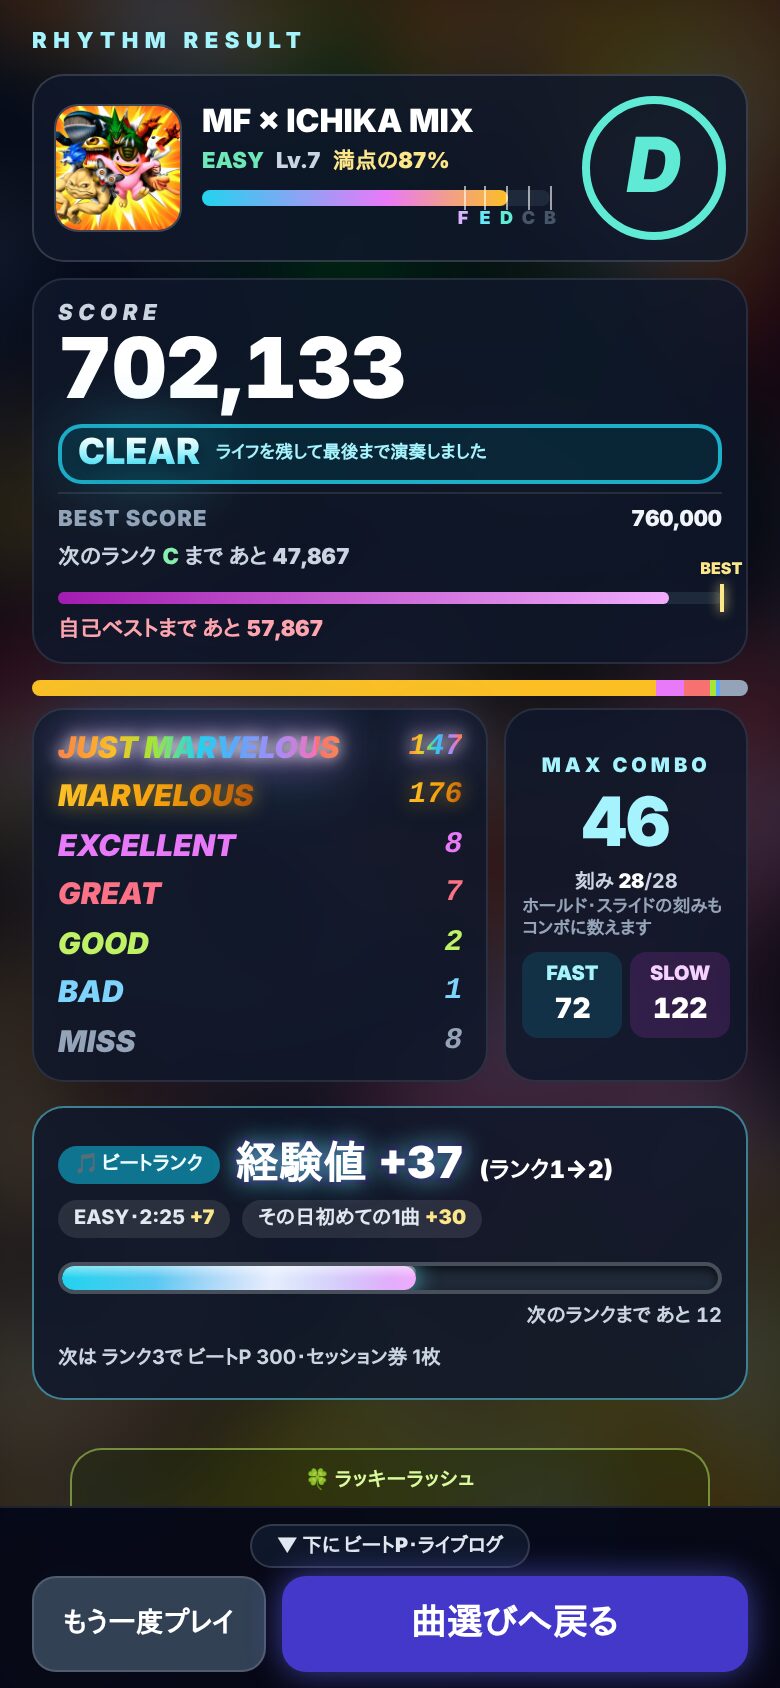 RHYTHM RESULT
MF × ICHIKA MIX
EASY Lv.7 満点の87%
F E D C B
D
SCORE
702,133
CLEAR ライフを残して最後まで演奏しました
BEST SCORE 760,000
次のランク C まで あと 47,867
BEST
自己ベストまで あと 57,867
JUST MARVELOUS 147
MARVELOUS 176
EXCELLENT 8
GREAT 7
GOOD 2
BAD 1
MISS 8
MAX COMBO
46
刻み 28/28
ホールド・スライドの刻みも
コンボに数えます
FAST SLOW
72 122
🎵 ビートランク 経験値 +37 (ランク1→2)
EASY・2:25 +7 その日初めての1曲 +30
次のランクまで あと 12
次は ランク3で ビートP 300・セッション券 1枚
🍀 ラッキーラッシュ
▼ 下に ビートP・ライブログ
もう一度プレイ 曲選びへ戻る